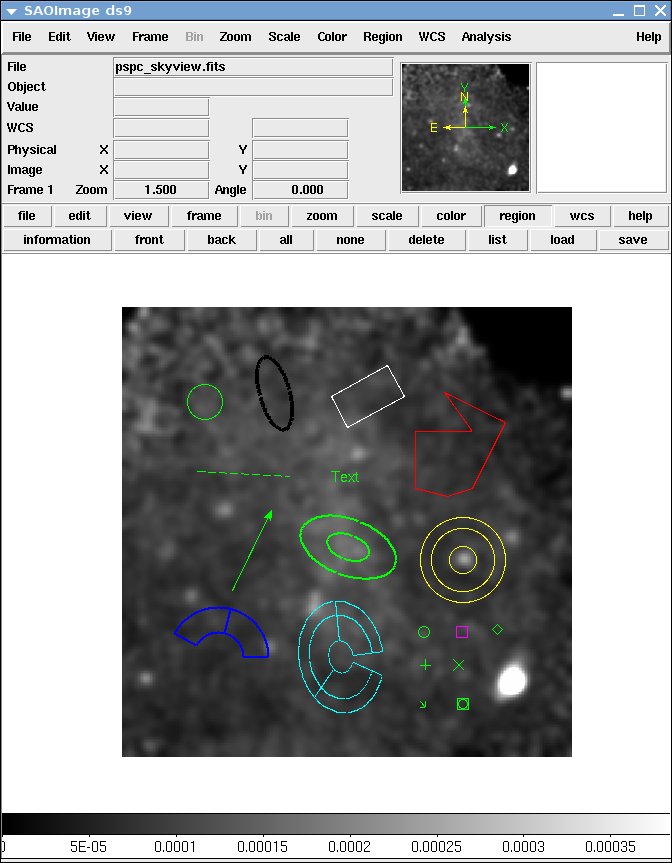 SAOImage ds9
File Edit View Frame Bin Zoom Scale Color Region WCS Analysis Help
File pspc_skyview.fits
Object
Value
WCS
Physical X Y
Image X Y
Frame 1 Zoom 1.500 Angle 0.000
Y
N
E X
file edit view frame bin zoom scale color region wcs help
information front back all none delete list load save
Text
0 5E-05 0.0001 0.00015 0.0002 0.00025 0.0003 0.00035